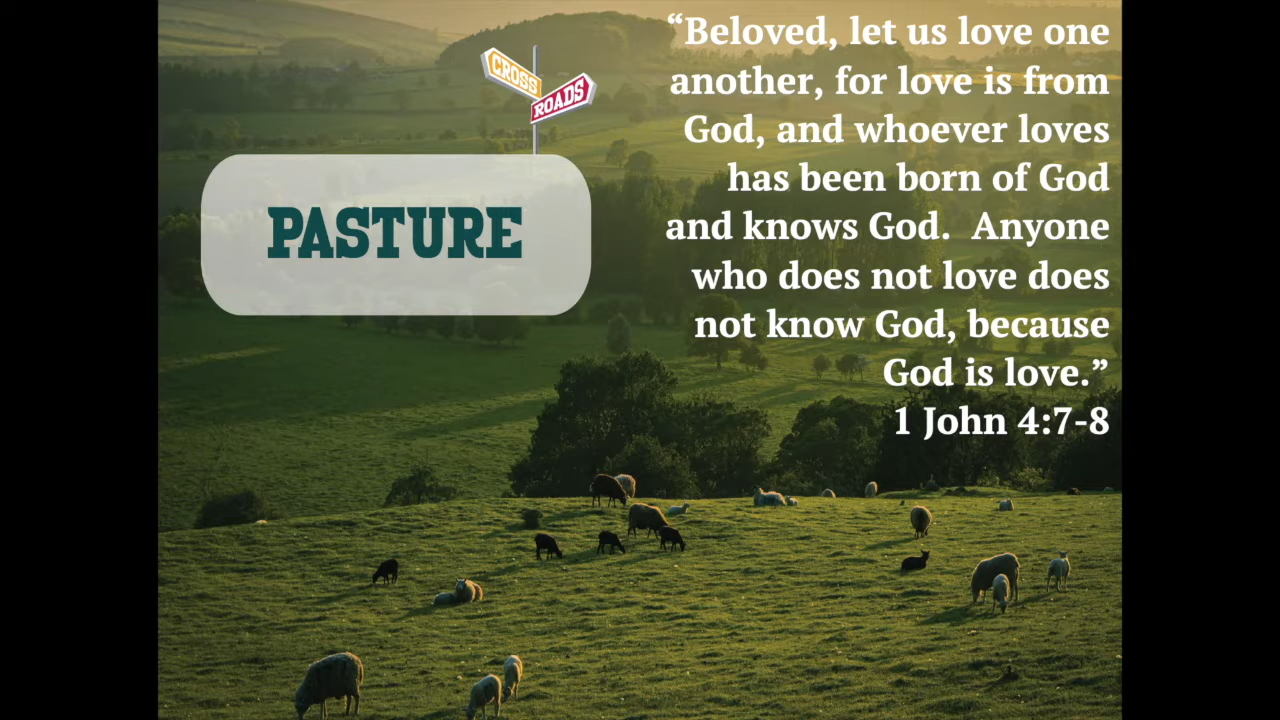 CROSS
ROADS
PASTURE
“Beloved, let us love one
another, for love is from
God, and whoever loves
has been born of God
and knows God.  Anyone
who does not love does
not know God, because
God is love.”
1 John 4:7-8